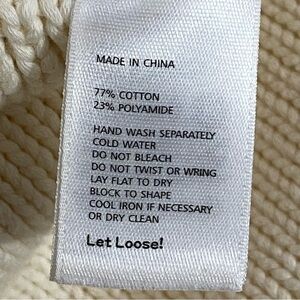 MADE IN CHINA
77% COTTON
23% POLYAMIDE
HAND WASH SEPARATELY
COLD WATER
DO NOT BLEACH
DO NOT TWIST OR WRING
LAY FLAT TO DRY
BLOCK TO SHAPE
COOL IRON IF NECESSARY
OR DRY CLEAN
Let Loose!